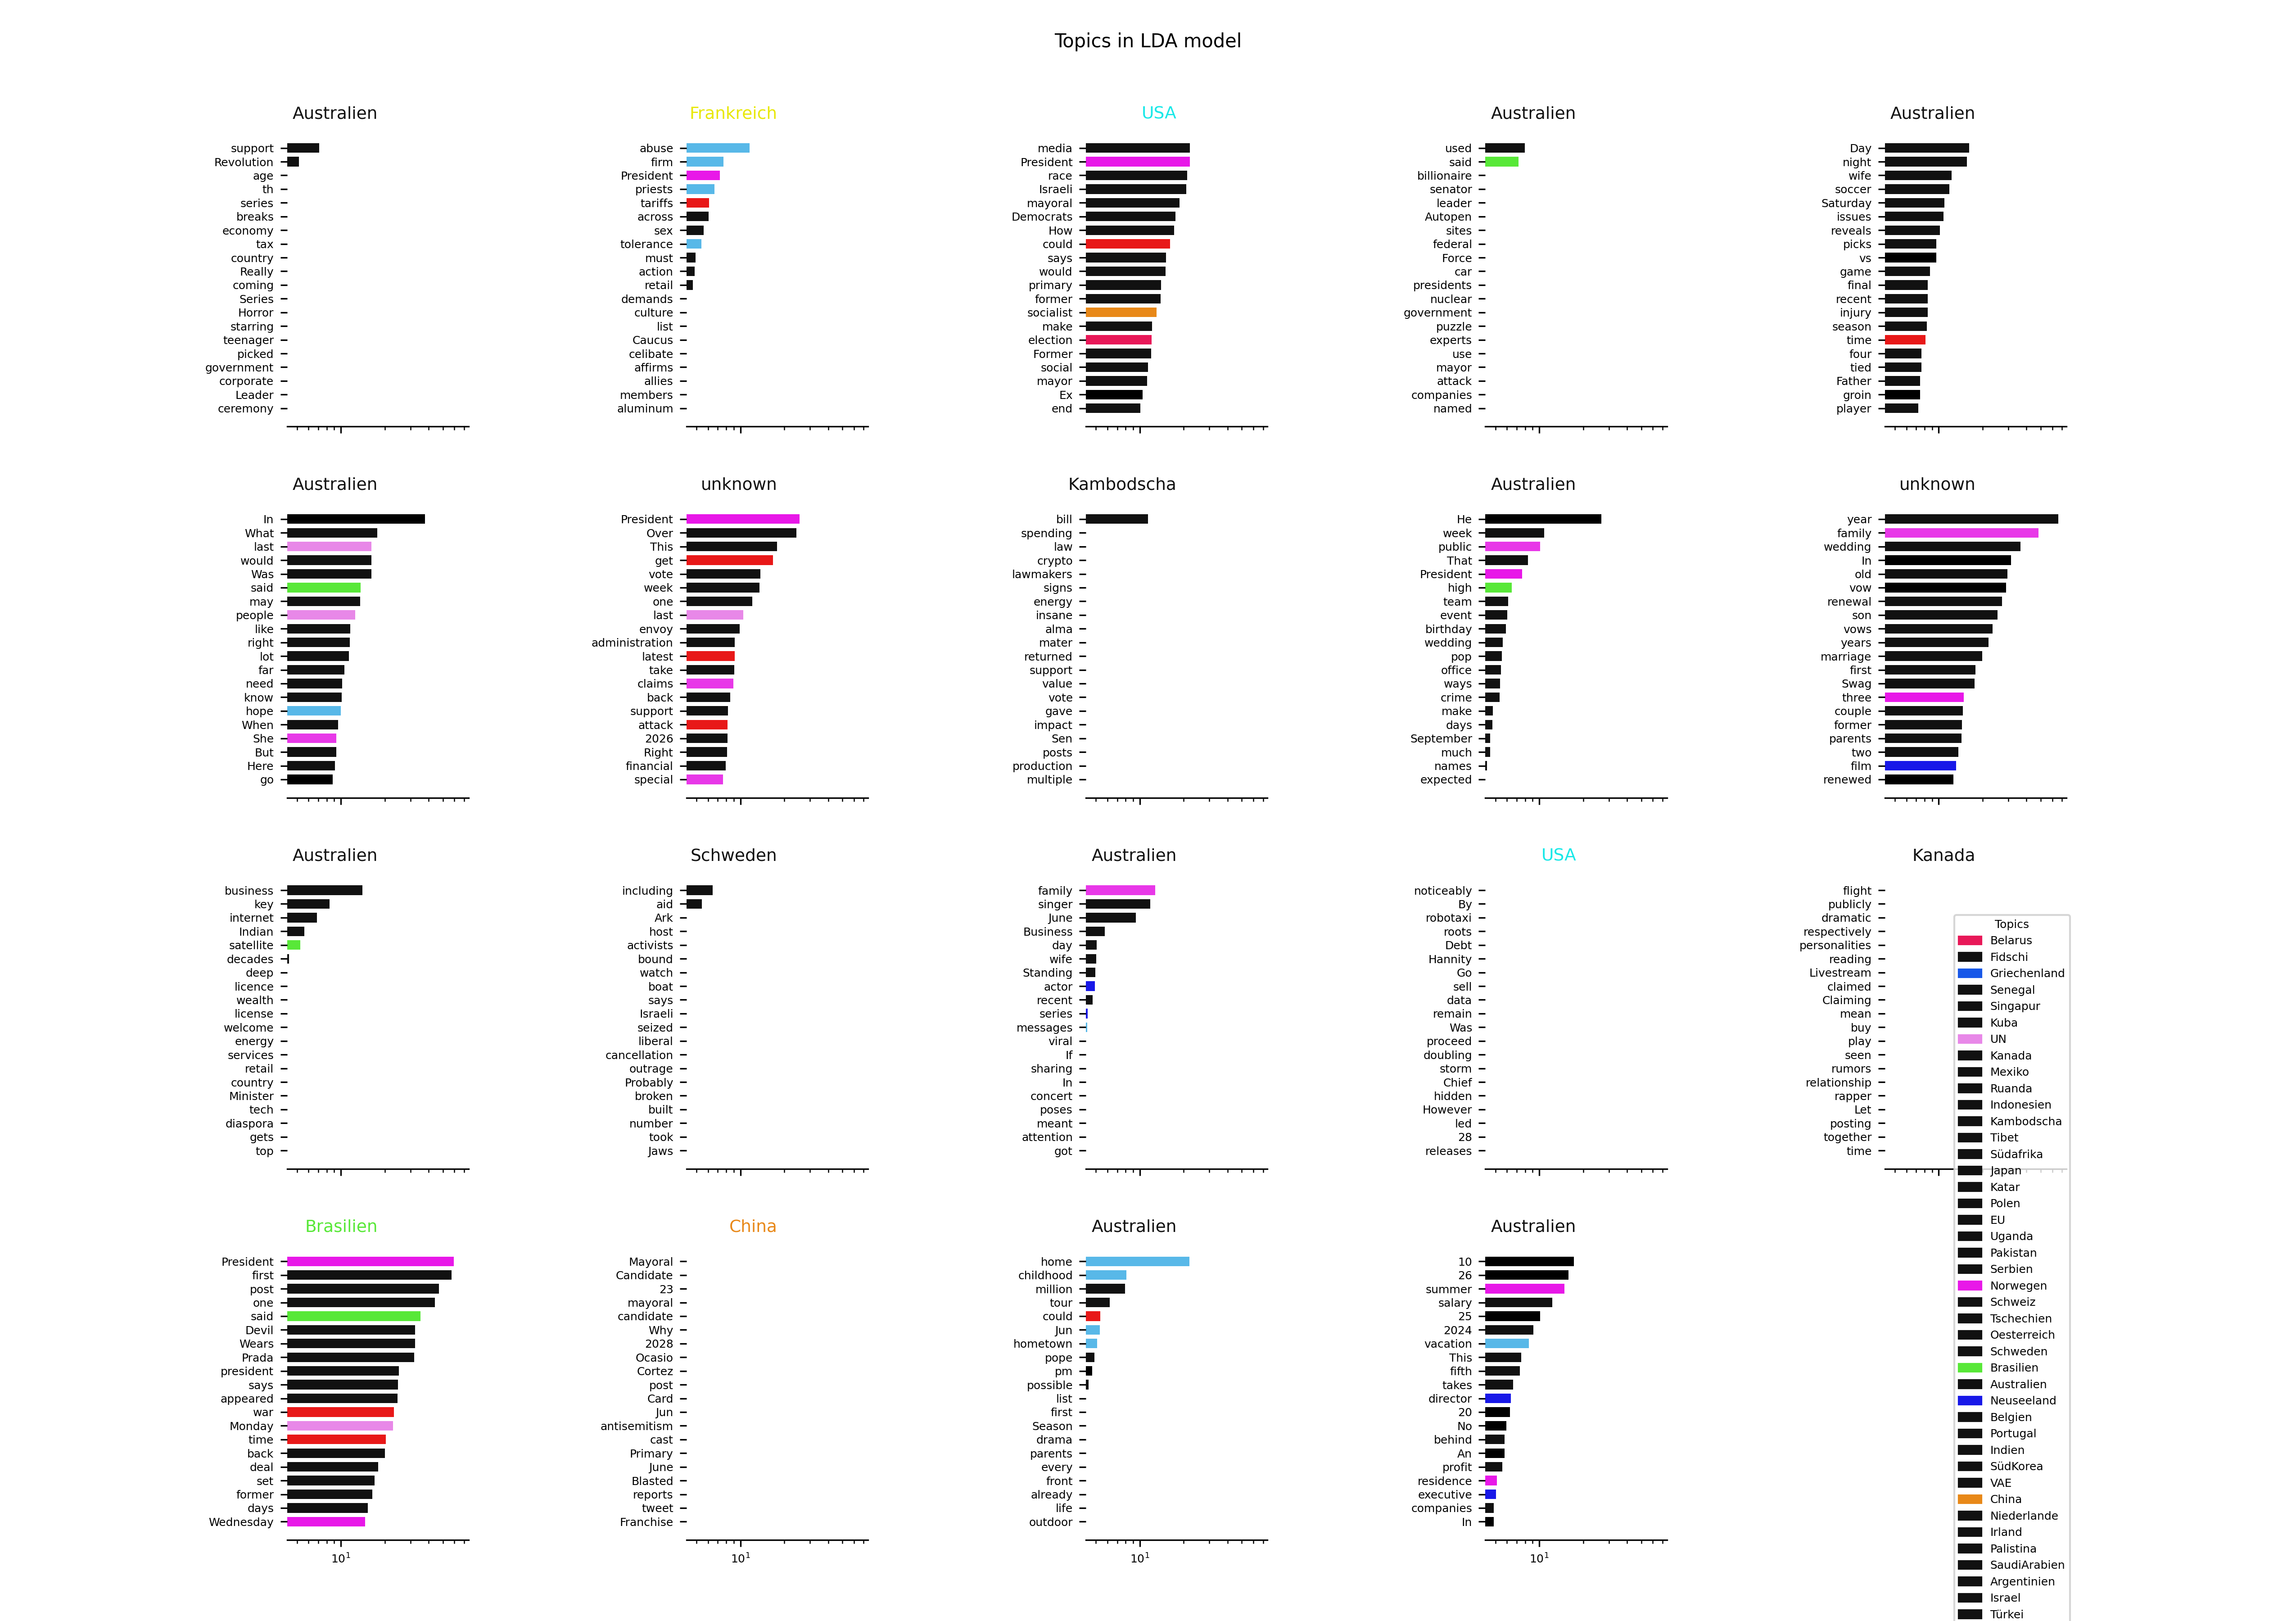 Topics in LDA model
Australien
support
Revolution
age
th
series
breaks
economy
tax
country
Really
coming
Series
Horror
starring
teenager
picked
government
corporate
Leader
ceremony
Frankreich
abuse
firm
President
priests
tariffs
across
sex
tolerance
must
action
retail
demands
culture
list
Caucus
celibate
affirms
allies
members
aluminum
USA
media
President
race
Israeli
mayoral
Democrats
How
could
says
would
primary
former
socialist
make
election
Former
social
mayor
Ex
end
Australien
used
said
billionaire
senator
leader
Autopen
sites
federal
Force
car
presidents
nuclear
government
puzzle
experts
use
mayor
attack
companies
named
Australien
Day
night
wife
soccer
Saturday
issues
reveals
picks
vs
game
final
recent
injury
season
time
four
tied
Father
groin
player
Australien
In
What
last
would
Was
said
may
people
like
right
lot
far
need
know
hope
When
She
But
Here
go
unknown
President
Over
This
get
vote
week
one
last
envoy
administration
latest
take
claims
back
support
attack
2026
Right
financial
special
Kambodscha
bill
spending
law
crypto
lawmakers
signs
energy
insane
alma
mater
returned
support
value
vote
gave
impact
Sen
posts
production
multiple
Australien
He
week
public
That
President
high
team
event
birthday
wedding
pop
office
ways
crime
make
days
September
much
names
expected
unknown
year
family
wedding
In
old
vow
renewal
son
vows
years
marriage
first
Swag
three
couple
former
parents
two
film
renewed
Australien
business
key
internet
Indian
satellite
decades
deep
licence
wealth
license
welcome
energy
services
retail
country
Minister
tech
diaspora
gets
top
Schweden
including
aid
Ark
host
activists
bound
watch
boat
says
Israeli
seized
liberal
cancellation
outrage
Probably
broken
built
number
took
Jaws
Australien
family
singer
June
Business
day
wife
Standing
actor
recent
series
messages
viral
If
sharing
In
concert
poses
meant
attention
got
USA
noticeably
By
robotaxi
roots
Debt
Hannity
Go
sell
data
remain
Was
proceed
doubling
storm
Chief
hidden
However
led
28
releases
Kanada
flight
publicly
dramatic
respectively
personalities
reading
Livestream
claimed
Claiming
mean
buy
play
seen
rumors
relationship
rapper
Let
posting
together
time
Brasilien
President
first
post
one
said
Devil
Wears
Prada
president
says
appeared
war
Monday
time
back
deal
set
former
days
Wednesday
10¹
China
Mayoral
Candidate
23
mayoral
candidate
Why
2028
Ocasio
Cortez
post
Card
Jun
antisemitism
cast
Primary
June
Blasted
reports
tweet
Franchise
10¹
Australien
home
childhood
million
tour
could
Jun
hometown
pope
pm
possible
list
first
Season
drama
parents
every
front
already
life
outdoor
10¹
Australien
10
26
summer
salary
25
2024
vacation
This
fifth
takes
director
20
No
behind
An
profit
residence
executive
companies
In
10¹
Topics
Belarus
Fidschi
Griechenland
Senegal
Singapur
Kuba
UN
Kanada
Mexiko
Ruanda
Indonesien
Kambodscha
Tibet
Südafrika
Japan
Katar
Polen
EU
Uganda
Pakistan
Serbien
Norwegen
Schweiz
Tschechien
Oesterreich
Schweden
Brasilien
Australien
Neuseeland
Belgien
Portugal
Indien
SüdKorea
VAE
China
Niederlande
Irland
Palistina
SaudiArabien
Argentinien
Israel
Türkei